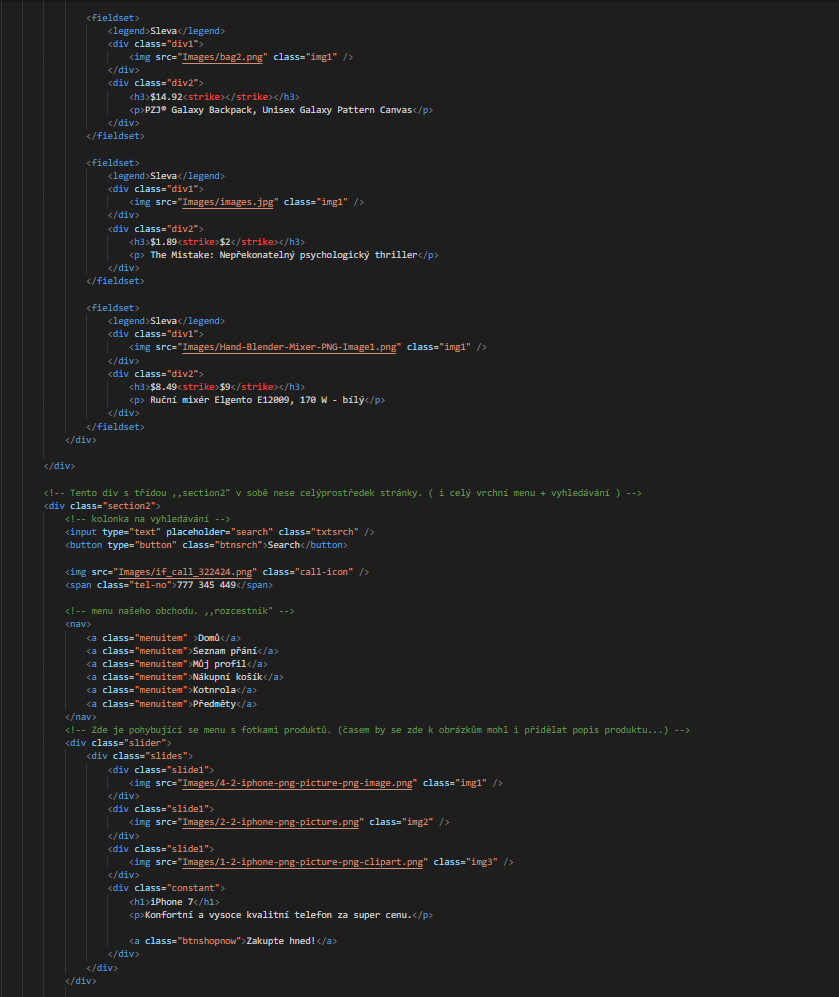 <fieldset>
<legend>Sleva</legend>
<div class="div1">
<img src="Images/bag2.png" class="img1" />
</div>
<div class="div2">
<h3>$14.92<strike></strike></h3>
<p>PZJ® Galaxy Backpack, Unisex Galaxy Pattern Canvas</p>
</div>
</fieldset>
<fieldset>
<legend>Sleva</legend>
<div class="div1">
<img src="Images/images.jpg" class="img1" />
</div>
<div class="div2">
<h3>$1.89<strike>$2</strike></h3>
<p> The Mistake: Nepřekonatelný psychologický thriller</p>
</div>
</fieldset>
<fieldset>
<legend>Sleva</legend>
<div class="div1">
<img src="Images/Hand-Blender-Mixer-PNG-Image1.png" class="img1" />
</div>
<div class="div2">
<h3>$8.49<strike>$9</strike></h3>
<p> Ruční mixér Elgento E12009, 170 W - bílý</p>
</div>
</fieldset>
</div>
</div>
<!-- Tento div s třídou ,,section2" v sobě nese celýprostředek stránky. ( i celý vrchní menu + vyhledávání ) -->
<div class="section2">
<!-- kolonka na vyhledávání -->
<input type="text" placeholder="search" class="txtsrch" />
<button type="button" class="btnsrch">Search</button>
<img src="Images/if_call_322424.png" class="call-icon" />
<span class="tel-no">777 345 449</span>
<!-- menu našeho obchodu. ,,rozcestník" -->
<nav>
<a class="menuitem" >Domů</a>
<a class="menuitem">Seznam přání</a>
<a class="menuitem">Můj profil</a>
<a class="menuitem">Nákupní košík</a>
<a class="menuitem">Kotnrola</a>
<a class="menuitem">Předměty</a>
</nav>
<!-- Zde je pohybující se menu s fotkami produktů. (časem by se zde k obrázkům mohl i přidělat popis produktu...) -->
<div class="slider">
<div class="slides">
<div class="slide1">
<img src="Images/4-2-iphone-png-picture-png-image.png" class="img1" />
</div>
<div class="slide1">
<img src="Images/2-2-iphone-png-picture.png" class="img2" />
</div>
<div class="slide1">
<img src="Images/1-2-iphone-png-picture-png-clipart.png" class="img3" />
</div>
<div class="constant">
<h1>iPhone 7</h1>
<p>Konfortní a vysoce kvalitní telefon za super cenu.</p>
<a class="btnshopnow">Zakupte hned!</a>
</div>
</div>
</div>